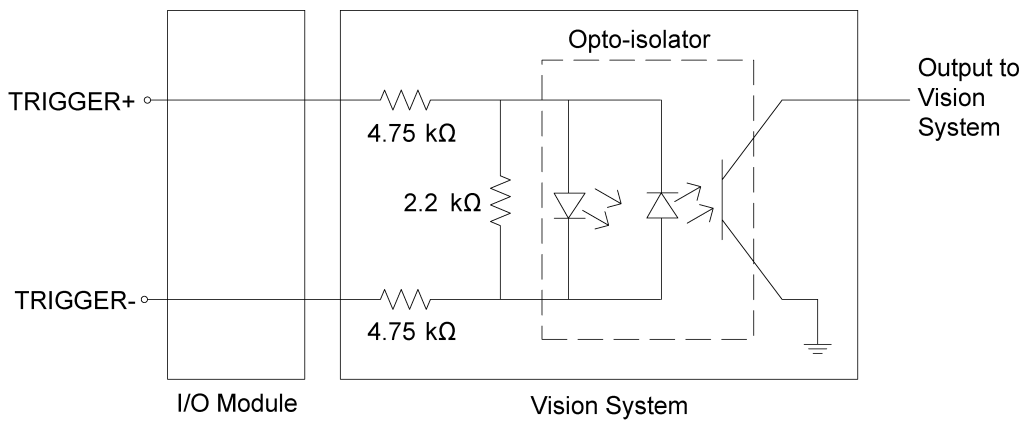 Opto-isolator
TRIGGER+
4.75 kΩ
Output to
Vision
System
2.2 kΩ
TRIGGER-
4.75 kΩ
I/O Module
Vision System